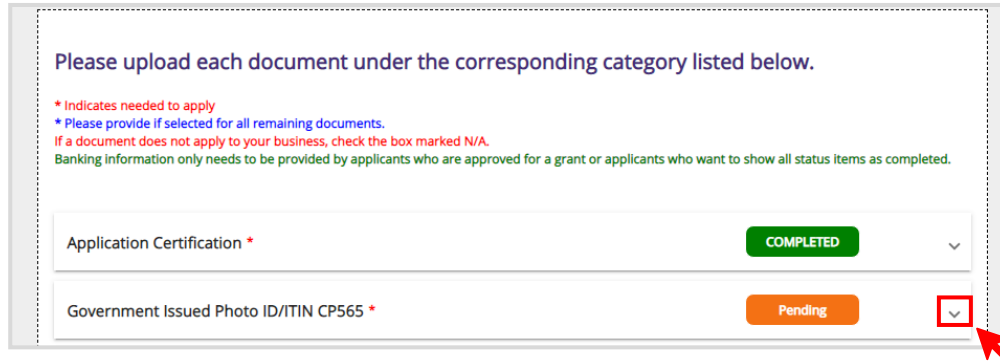 Please upload each document under the corresponding category listed below.
* Indicates needed to apply
* Please provide if selected for all remaining documents.
If a document does not apply to your business, check the box marked N/A.
Banking information only needs to be provided by applicants who are approved for a grant or applicants who want to show all status items as completed.
Application Certification * COMPLETED
Government Issued Photo ID/ITIN CP565 * Pending